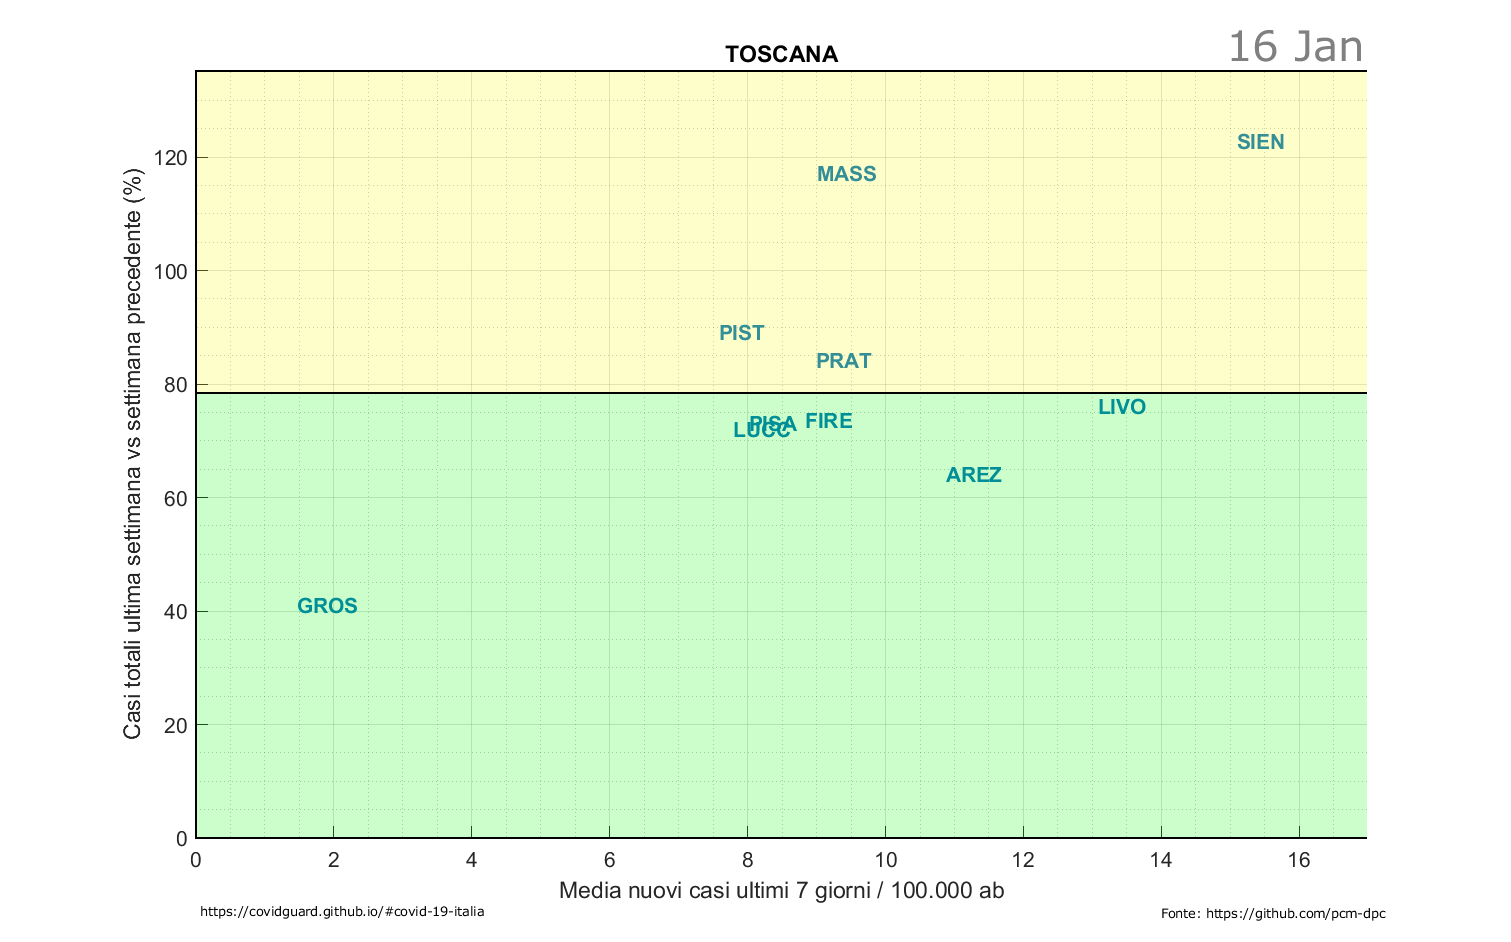 16 Jan
TOSCANA
Casi totali ultima settimana vs settimana precedente (%)
120
100
80
60
40
20
0
SIEN
MASS
PIST
PRAT
LIVO
FIRE
PISA
LUCC
AREZ
GROS
0 2 4 6 8 10 12 14 16
Media nuovi casi ultimi 7 giorni / 100.000 ab
https://covidguard.github.io/#covid-19-italia
Fonte: https://github.com/pcm-dpc